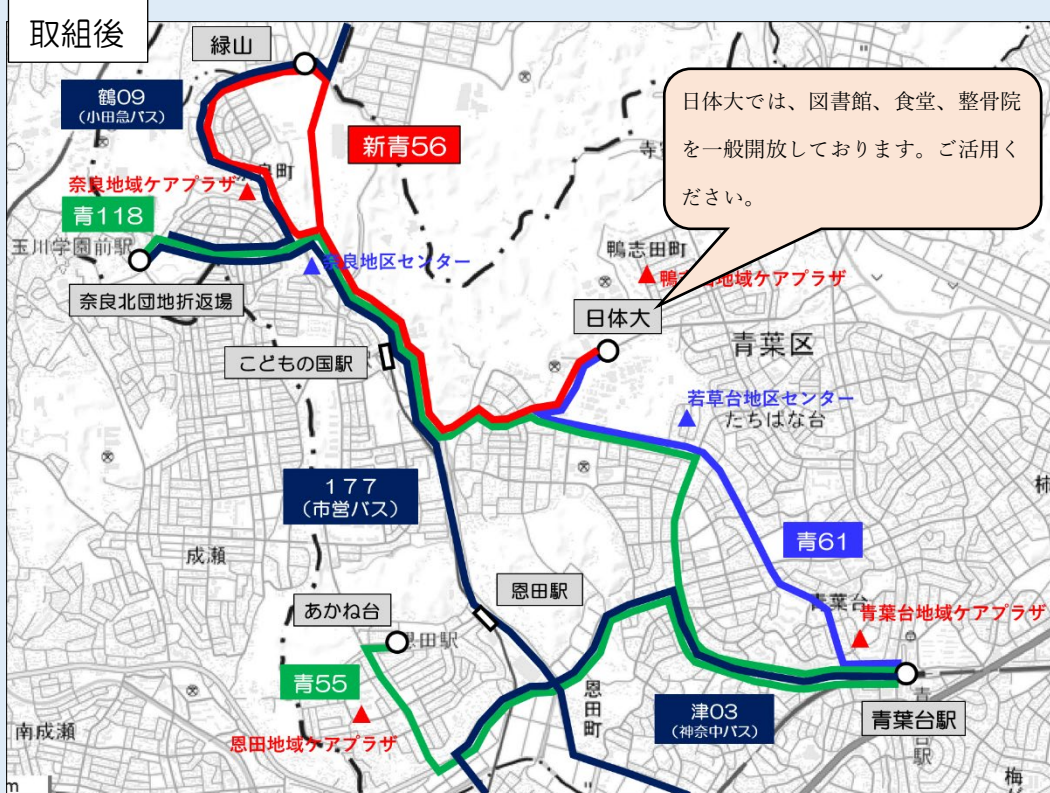 取組後
緑山
鶴09
(小田急バス)
新青56
日体大では、図書館、食堂、整骨院
を一般開放しております。ご活用く
ださい。
奈良地域ケアプラザ
青118
玉川学園前駅
奈良地区センター
鴨志田町
奈良北団地折返場
日体大
青葉区
こどもの国駅
若草台地区センター
たちばな台
177
(市営バス)
成瀬
青61
恩田駅
あかね台
青葉台
青葉台地域ケアプラザ
恩田駅
青55
恩田町
津03
(神奈中バス)
青葉台駅
南成瀬
恩田地域ケアプラザ